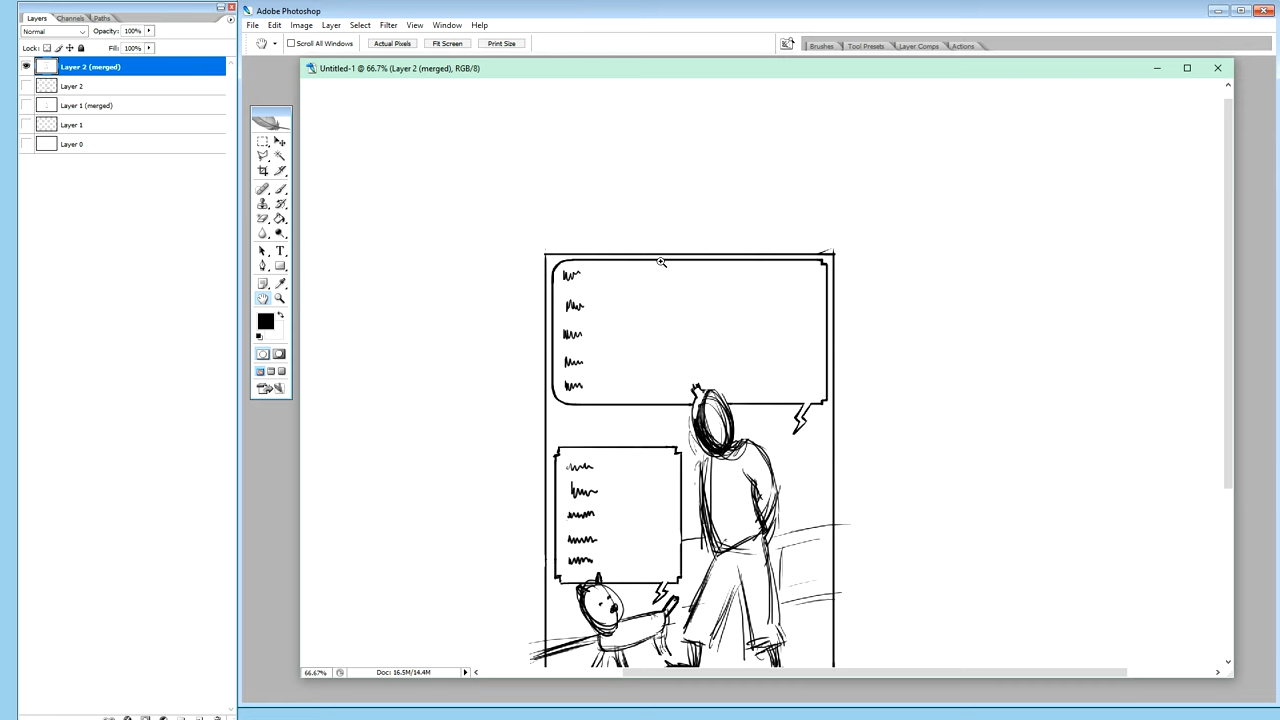 Layers Channels Paths
Normal Opacity: 100%
Lock: Fill: 100%
Layer 2 (merged)
Layer 2
Layer 1 (merged)
Layer 1
Layer 0
Adobe Photoshop
File Edit Image Layer Select Filter View Window Help
Scroll All Windows Actual Pixels Fit Screen Print Size
Brushes Tool Presets Layer Comps Actions
Untitled-1 @ 66.7% (Layer 2 (merged), RGB/8)
T
66.67% Doc: 16.5M/14.4M